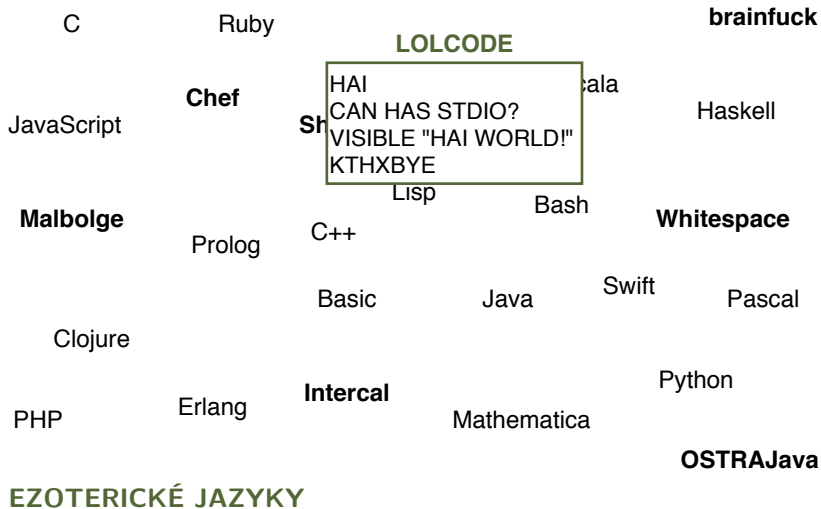 C
Ruby
brainfuck
LOLCODE
HAI
CAN HAS STDIO?
VISIBLE "HAI WORLD!"
KTHXBYE
Chef
JavaScript
Haskell
Lisp
Bash
Malbolge
Whitespace
C++
Prolog
Basic
Java
Swift
Pascal
Clojure
Python
Intercal
Erlang
PHP
Mathematica
OSTRAJava
EZOTERICKÉ JAZYKY